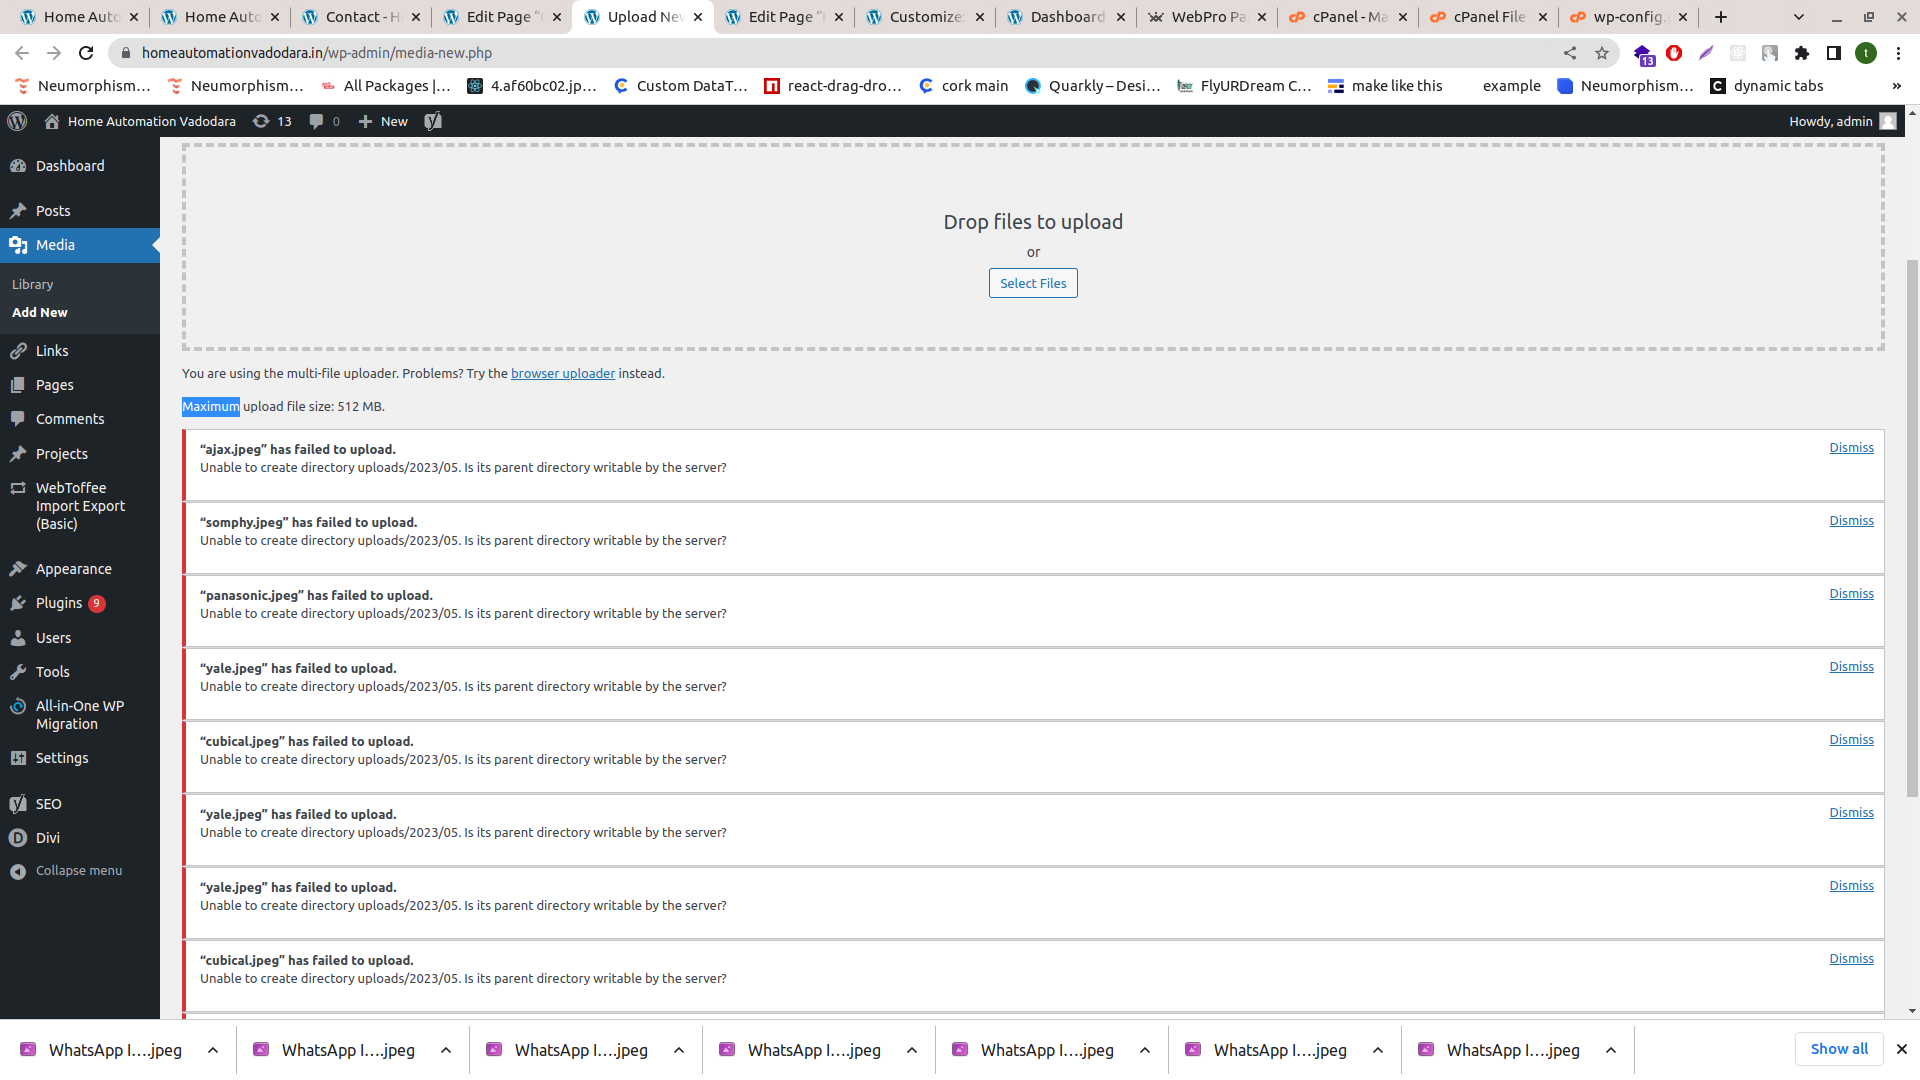 Home Auto
Home Auto
Contact - H
Edit Page “
Upload New
Edit Page “
Customize:
Dashboard
WebPro Pa
cPanel - Ma
cPanel File
wp-config.
homeautomationvadodara.in/wp-admin/media-new.php
13
t
Neumorphism…
Neumorphism…
All Packages |…
4.af60bc02.jp…
Custom DataT…
react-drag-dro…
cork main
Quarkly – Desi…
FlyURDream C…
make like this
example
Neumorphism…
dynamic tabs
»
Home Automation Vadodara
13
0
New
Howdy, admin
Dashboard
Posts
Media
Library
Add New
Links
Pages
Comments
Projects
WebToffee
Import Export
(Basic)
Appearance
Plugins 9
Users
Tools
All-in-One WP
Migration
Settings
SEO
Divi
Collapse menu
Drop files to upload
or
Select Files
You are using the multi-file uploader. Problems? Try the browser uploader instead.
Maximum upload file size: 512 MB.
“ajax.jpeg” has failed to upload.
Dismiss
Unable to create directory uploads/2023/05. Is its parent directory writable by the server?
“somphy.jpeg” has failed to upload.
Dismiss
Unable to create directory uploads/2023/05. Is its parent directory writable by the server?
“panasonic.jpeg” has failed to upload.
Dismiss
Unable to create directory uploads/2023/05. Is its parent directory writable by the server?
“yale.jpeg” has failed to upload.
Dismiss
Unable to create directory uploads/2023/05. Is its parent directory writable by the server?
“cubical.jpeg” has failed to upload.
Dismiss
Unable to create directory uploads/2023/05. Is its parent directory writable by the server?
“yale.jpeg” has failed to upload.
Dismiss
Unable to create directory uploads/2023/05. Is its parent directory writable by the server?
“yale.jpeg” has failed to upload.
Dismiss
Unable to create directory uploads/2023/05. Is its parent directory writable by the server?
“cubical.jpeg” has failed to upload.
Dismiss
Unable to create directory uploads/2023/05. Is its parent directory writable by the server?
WhatsApp I….jpeg
WhatsApp I….jpeg
WhatsApp I….jpeg
WhatsApp I….jpeg
WhatsApp I….jpeg
WhatsApp I….jpeg
WhatsApp I….jpeg
Show all